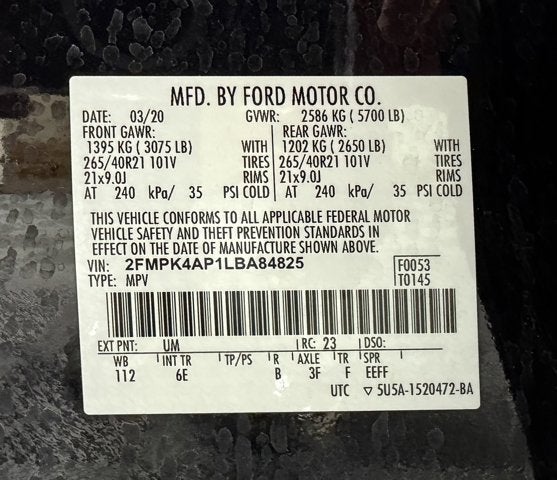 MFD. BY FORD MOTOR CO.
DATE: 03/20 GVWR: 2586 KG ( 5700 LB)
FRONT GAWR: REAR GAWR:
1395 KG ( 3075 LB) WITH 1202 KG ( 2650 LB) WITH
265/40R21 101V TIRES 265/40R21 101V TIRES
21x9.0J RIMS 21x9.0J RIMS
AT 240 kPa/ 35 PSI COLD AT 240 kPa/ 35 PSI COLD
THIS VEHICLE CONFORMS TO ALL APPLICABLE FEDERAL MOTOR
VEHICLE SAFETY AND THEFT PREVENTION STANDARDS IN
EFFECT ON THE DATE OF MANUFACTURE SHOWN ABOVE.
VIN: 2FMPK4AP1LBA84825 F0053
TYPE: MPV T0145
EXT PNT: UM RC: 23 DSO:
WB INT TR TP/PS R AXLE TR SPR
112 6E B 3F F EEFF
UTC ▽ 5U5A-1520472-BA